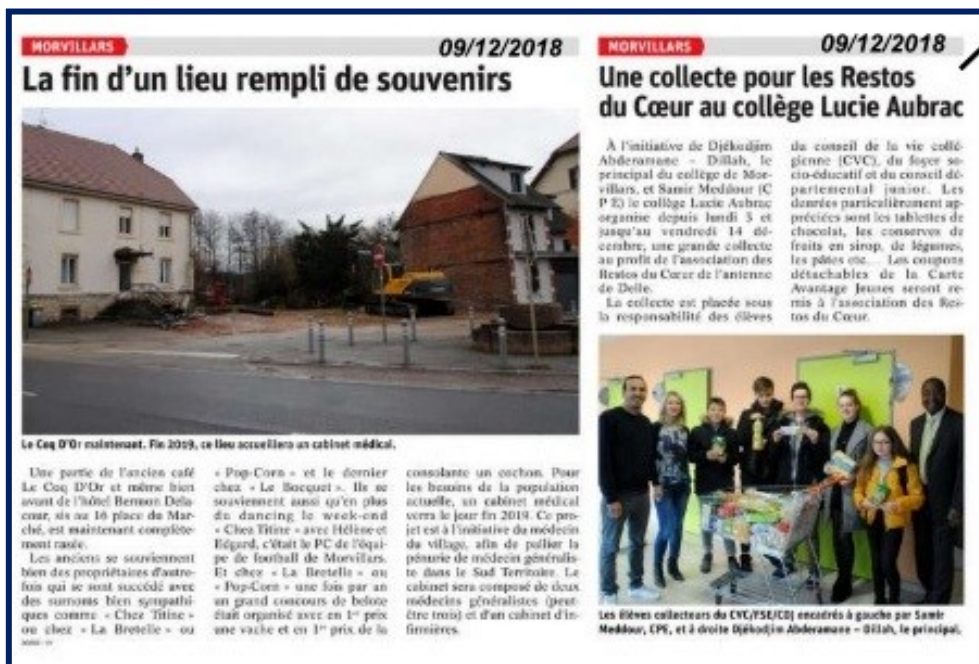 MORVILLARS
09/12/2018
La fin d'un lieu rempli de souvenirs
Le Coq D'Or maintenant. Fin 2019, ce lieu accueillera un cabinet médical.
Une partie de l'ancien café
Le Coq D'Or et même bien
avant de l'hôtel Bermon Dela-
cour, sis au 16 place du Mar-
ché, est maintenant complète-
ment rasée.
Les anciens se souviennent
bien des propriétaires d'autre-
fois qui se sont succédé avec
des surnoms bien sympathi-
ques comme « Chez Titine »
ou chez « La Bretelle » ou
« Pop-Corn » et le dernier
chez « Le Bocquet ». Ils se
souviennent aussi qu'en plus
du dancing le week-end
« Chez Titine » avec Hélène et
Edgard, c'était le PC de l'équi-
pe de football de Morvillars.
Et chez « La Bretelle » ou
« Pop-Corn » une fois par an
un grand concours de belote
était organisé avec en 1er prix
une vache et en 1er prix de la
consolante un cochon. Pour
les besoins de la population
actuelle, un cabinet médical
verra le jour fin 2019. Ce pro-
jet est à l'initiative du médecin
du village, afin de pallier la
pénurie de médecin généralis-
te dans le Sud Territoire. Le
cabinet sera composé de deux
médecins généralistes (peut-
être trois) et d'un cabinet d'in-
firmières.
MORVILLARS
09/12/2018
Une collecte pour les Restos
du Cœur au collège Lucie Aubrac
À l'initiative de Djékodjim
Abderamane – Dillah, le
principal du collège de Mor-
villars, et Samir Meddour (C
P E) le collège Lucie Aubrac
organise depuis lundi 3 et
jusqu'au vendredi 14 dé-
cembre, une grande collecte
au profit de l'association des
Restos du Cœur de l'antenne
de Delle.
La collecte est placée sous
la responsabilité des élèves
du conseil de la vie collé-
gienne (CVC), du foyer so-
cio-éducatif et du conseil dé-
partemental junior. Les
denrées particulièrement ap-
préciées sont les tablettes de
chocolat, les conserves de
fruits en sirop, de légumes,
les pâtes etc... Les coupons
détachables de la Carte
Avantage Jeunes seront re-
mis à l'association des Res-
tos du Cœur.
Les élèves collecteurs du CVC/FSE/CDJ encadrés à gauche par Samir
Meddour, CPE, et à droite Djékodjim Abderamane – Dillah, le principal.